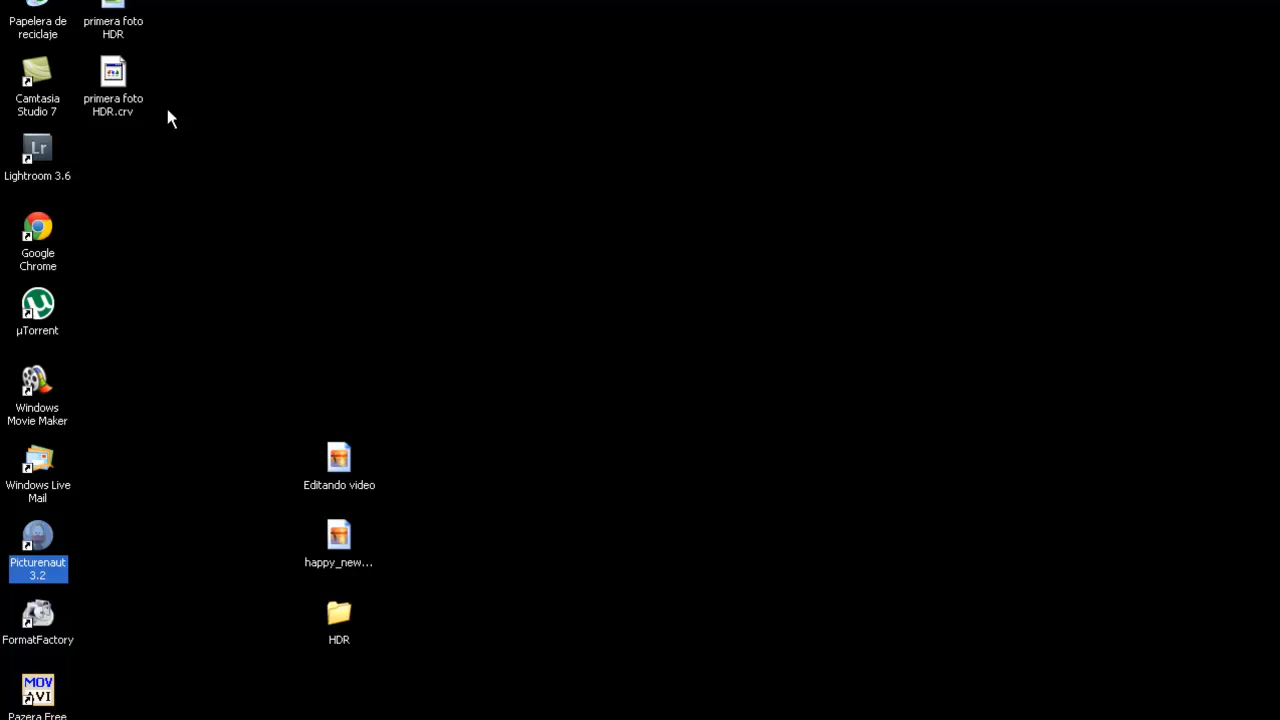 Papelera de
reciclaje
primera foto
HDR
Camtasia
Studio 7
primera foto
HDR.crv
Lr
Lightroom 3.6
Google
Chrome
µTorrent
Windows
Movie Maker
Windows Live
Mail
Editando video
Picturenaut
3.2
happy_new...
FormatFactory
HDR
MOV
AVI
Pazera Free